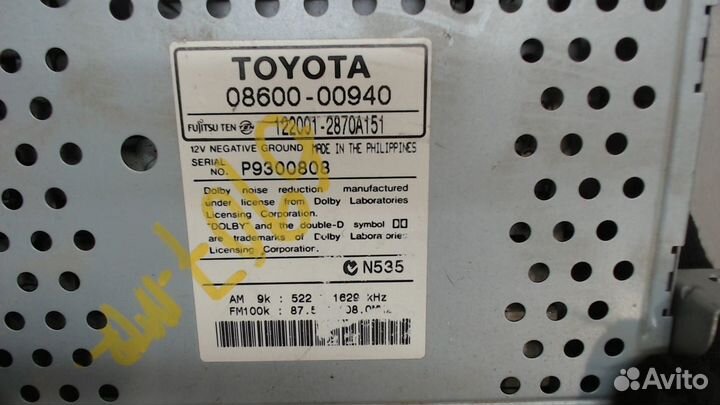 TOYOTA
08600-00940
FUJITSU TEN 122001-2870A151
12V NEGATIVE GROUND MADE IN THE PHILIPPINES
SERIAL NO. P9300808
Dolby noise reduction manufactured
under license from Dolby Laboratories
Licensing Corporation.
"DOLBY" and the double-D symbol
are trademarks of Dolby Laboratories
Licensing Corporation.
N535
AM 9k : 522 1629 kHz
FM100k : 87.5 08.0MHz
Avito